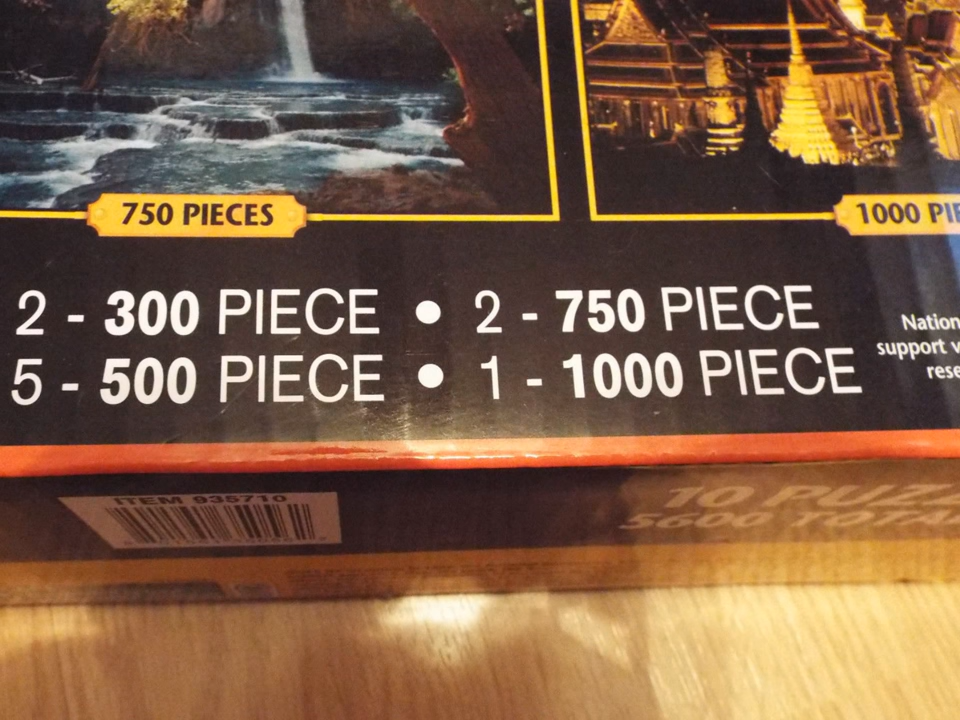 750 PIECES
1000 PIE
2 - 300 PIECE • 2 - 750 PIECE
5 - 500 PIECE • 1 - 1000 PIECE
Nation
support v
rese
ITEM 935710
10 PUZZ
5600 TOTA